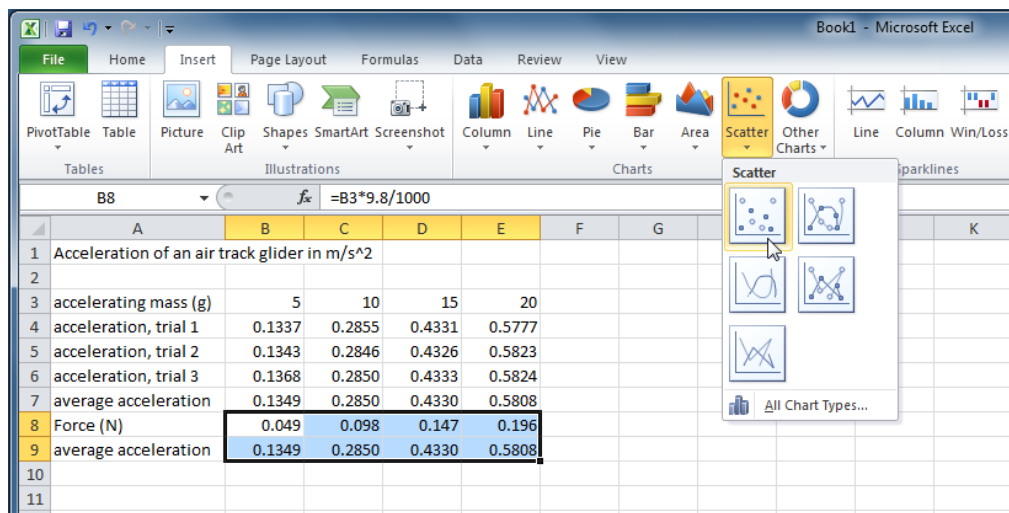 Book1 - Microsoft Excel
File Home Insert Page Layout Formulas Data Review View
PivotTable Table Picture Clip Art Shapes SmartArt Screenshot Column Line Pie Bar Area Scatter Other Charts Line Column Win/Loss
Tables Illustrations Charts Sparklines
Scatter
All Chart Types...
B8 fx =B3*9.8/1000
A B C D E F G K
1 Acceleration of an air track glider in m/s^2
2
3 accelerating mass (g) 5 10 15 20
4 acceleration, trial 1 0.1337 0.2855 0.4331 0.5777
5 acceleration, trial 2 0.1343 0.2846 0.4326 0.5823
6 acceleration, trial 3 0.1368 0.2850 0.4333 0.5824
7 average acceleration 0.1349 0.2850 0.4330 0.5808
8 Force (N) 0.049 0.098 0.147 0.196
9 average acceleration 0.1349 0.2850 0.4330 0.5808
10
11